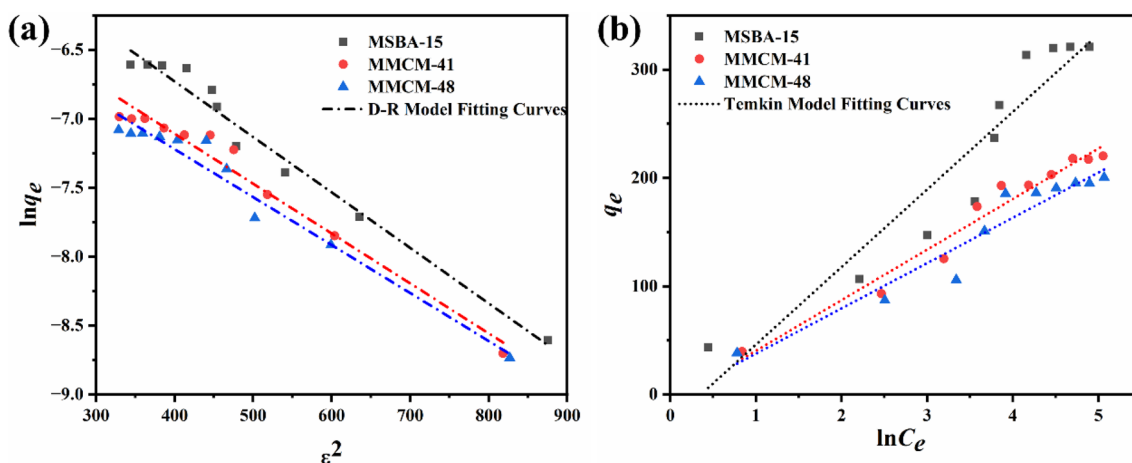 (a)
MSBA-15
MMCM-41
MMCM-48
D-R Model Fitting Curves
−6.5
−7.0
−7.5
−8.0
−8.5
−9.0
lnqe
300 400 500 600 700 800 900
ε²
(b)
MSBA-15
MMCM-41
MMCM-48
Temkin Model Fitting Curves
300
200
100
0
qe
0 1 2 3 4 5
lnCe